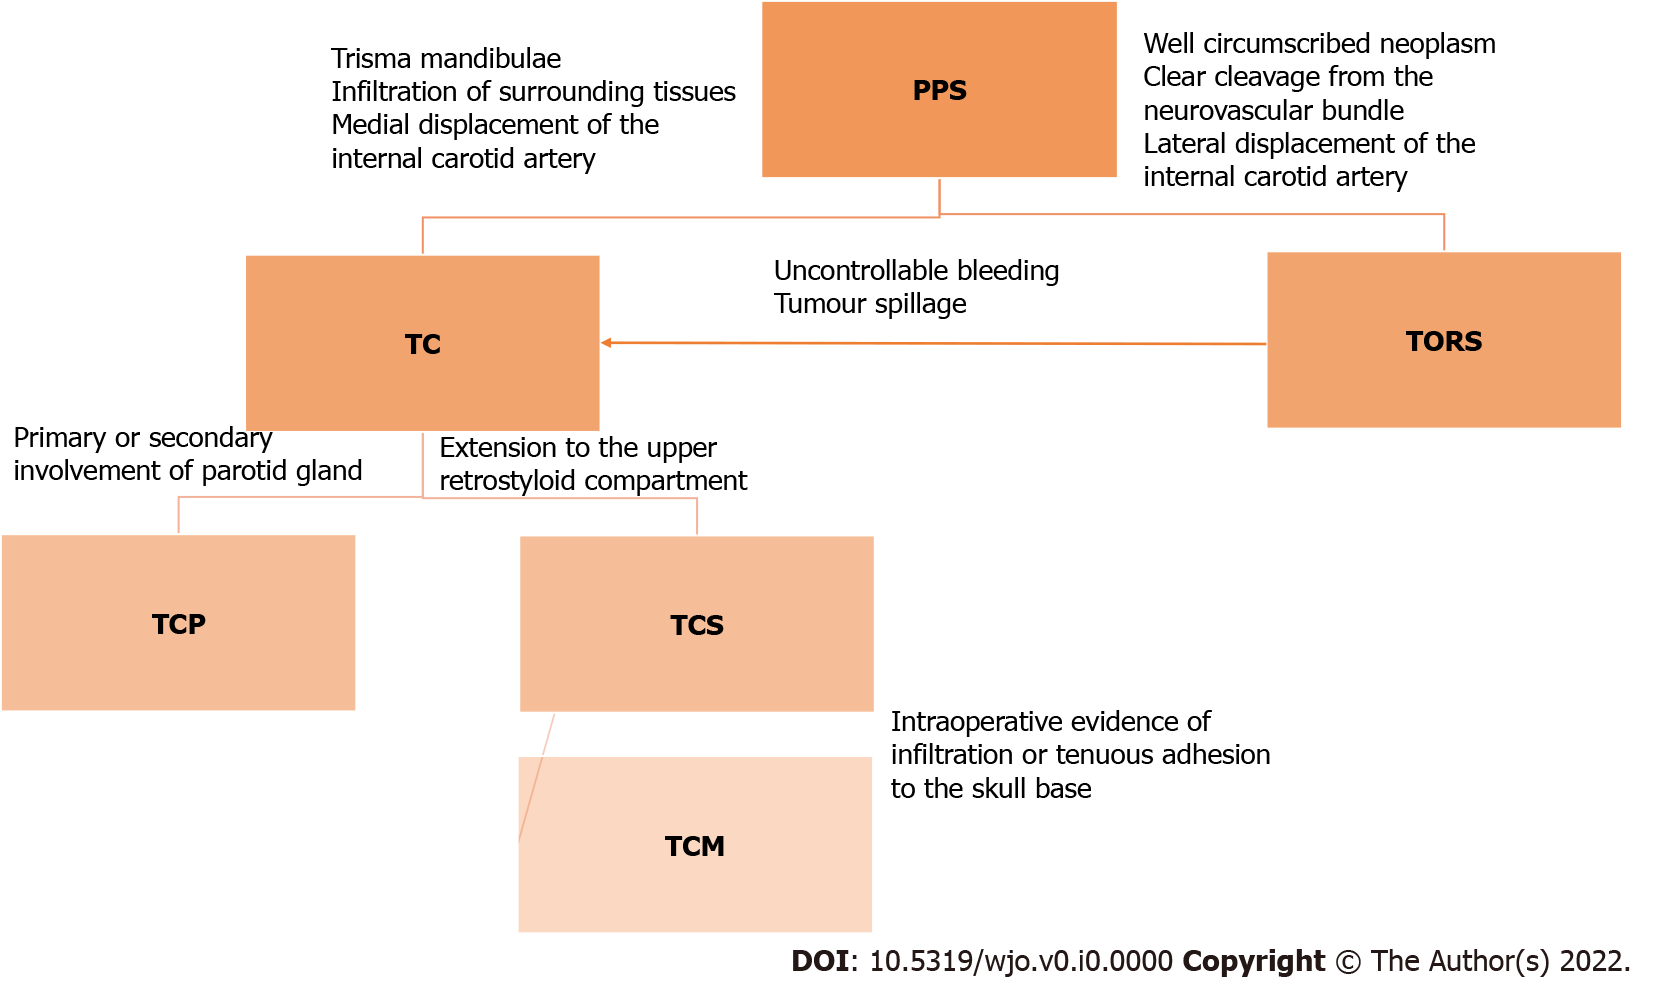 PPS
Trisma mandibulae
Infiltration of surrounding tissues
Medial displacement of the
internal carotid artery
Well circumscribed neoplasm
Clear cleavage from the
neurovascular bundle
Lateral displacement of the
internal carotid artery
TC
Uncontrollable bleeding
Tumour spillage
TORS
Primary or secondary
involvement of parotid gland
Extension to the upper
retrostyloid compartment
TCP
TCS
Intraoperative evidence of
infiltration or tenuous adhesion
to the skull base
TCM
DOI: 10.5319/wjo.v0.i0.0000 Copyright © The Author(s) 2022.